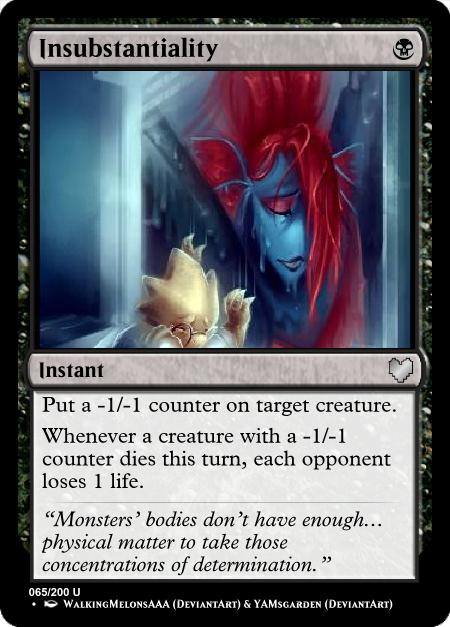 Insubstantiality
Instant
Put a -1/-1 counter on target creature.
Whenever a creature with a -1/-1
counter dies this turn, each opponent
loses 1 life.
“Monsters’ bodies don’t have enough…
physical matter to take those
concentrations of determination.”
065/200 U
• WalkingMelonsAAA (DeviantArt) & YAMsgarden (DeviantArt)